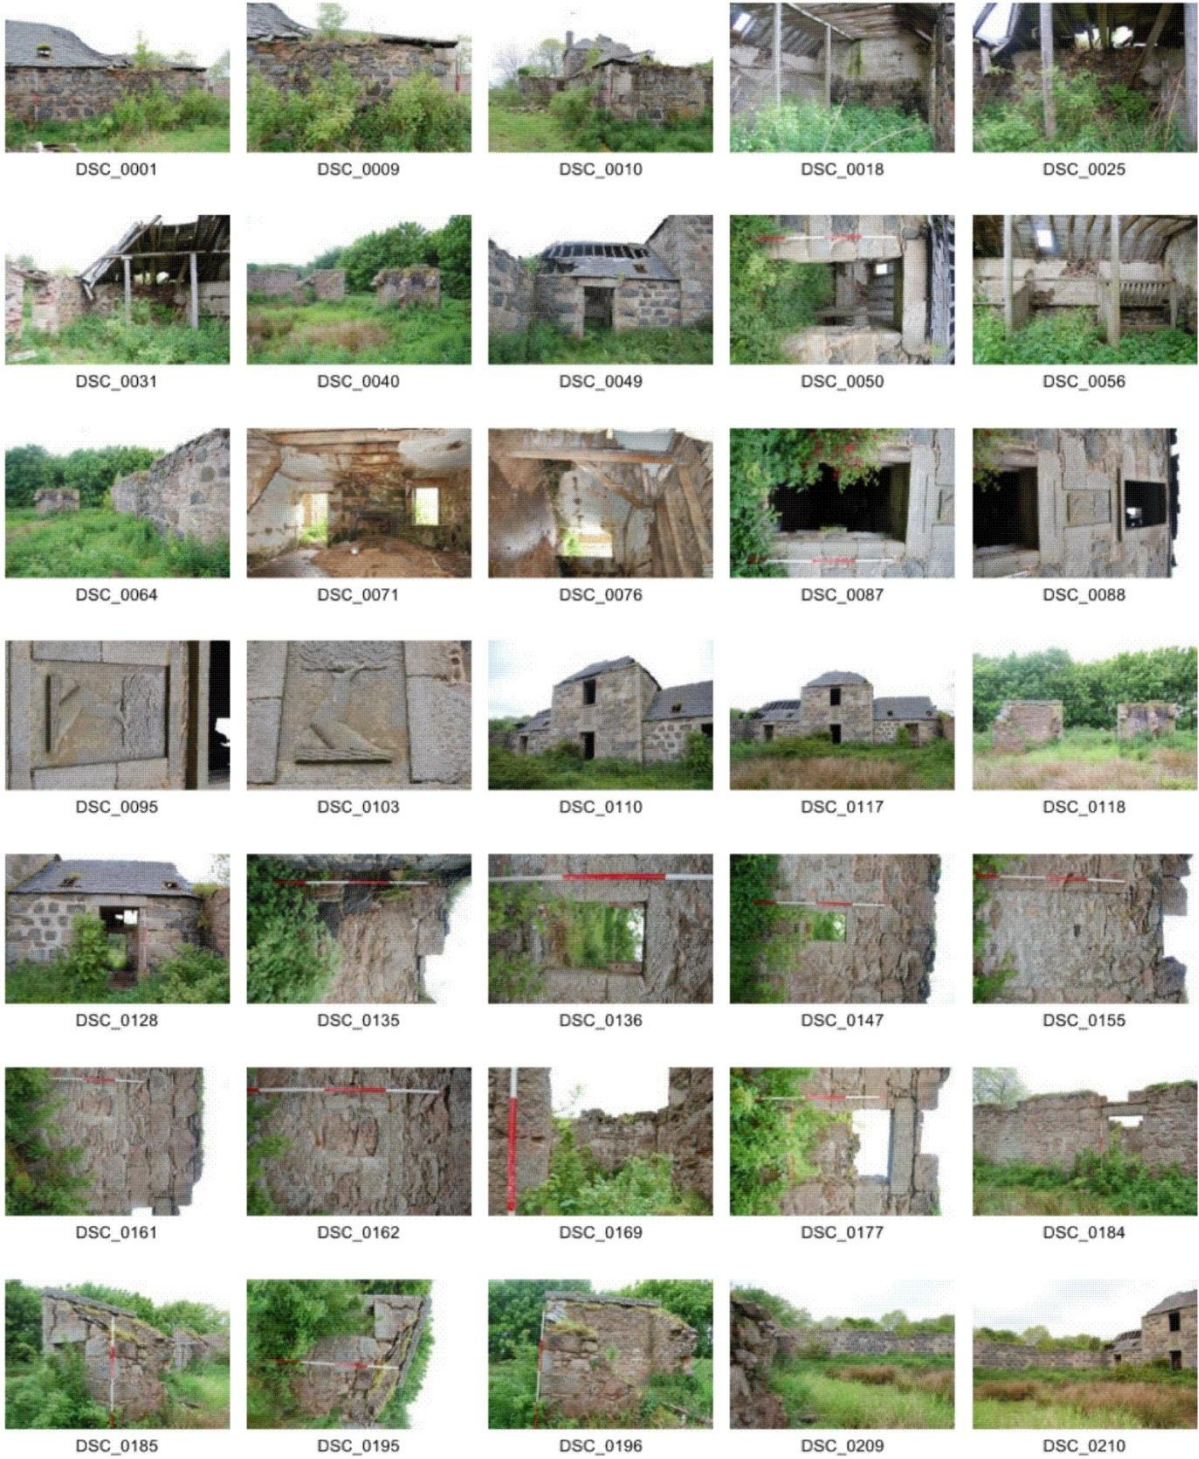 DSC_0001 DSC_0009 DSC_0010 DSC_0018 DSC_0025
DSC_0031 DSC_0040 DSC_0049 DSC_0050 DSC_0056
DSC_0064 DSC_0071 DSC_0076 DSC_0087 DSC_0088
DSC_0095 DSC_0103 DSC_0110 DSC_0117 DSC_0118
DSC_0128 DSC_0135 DSC_0136 DSC_0147 DSC_0155
DSC_0161 DSC_0162 DSC_0169 DSC_0177 DSC_0184
DSC_0185 DSC_0195 DSC_0196 DSC_0209 DSC_0210